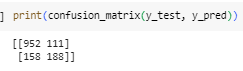 ] print(confusion_matrix(y_test, y_pred))
[[952 111]
 [158 188]]